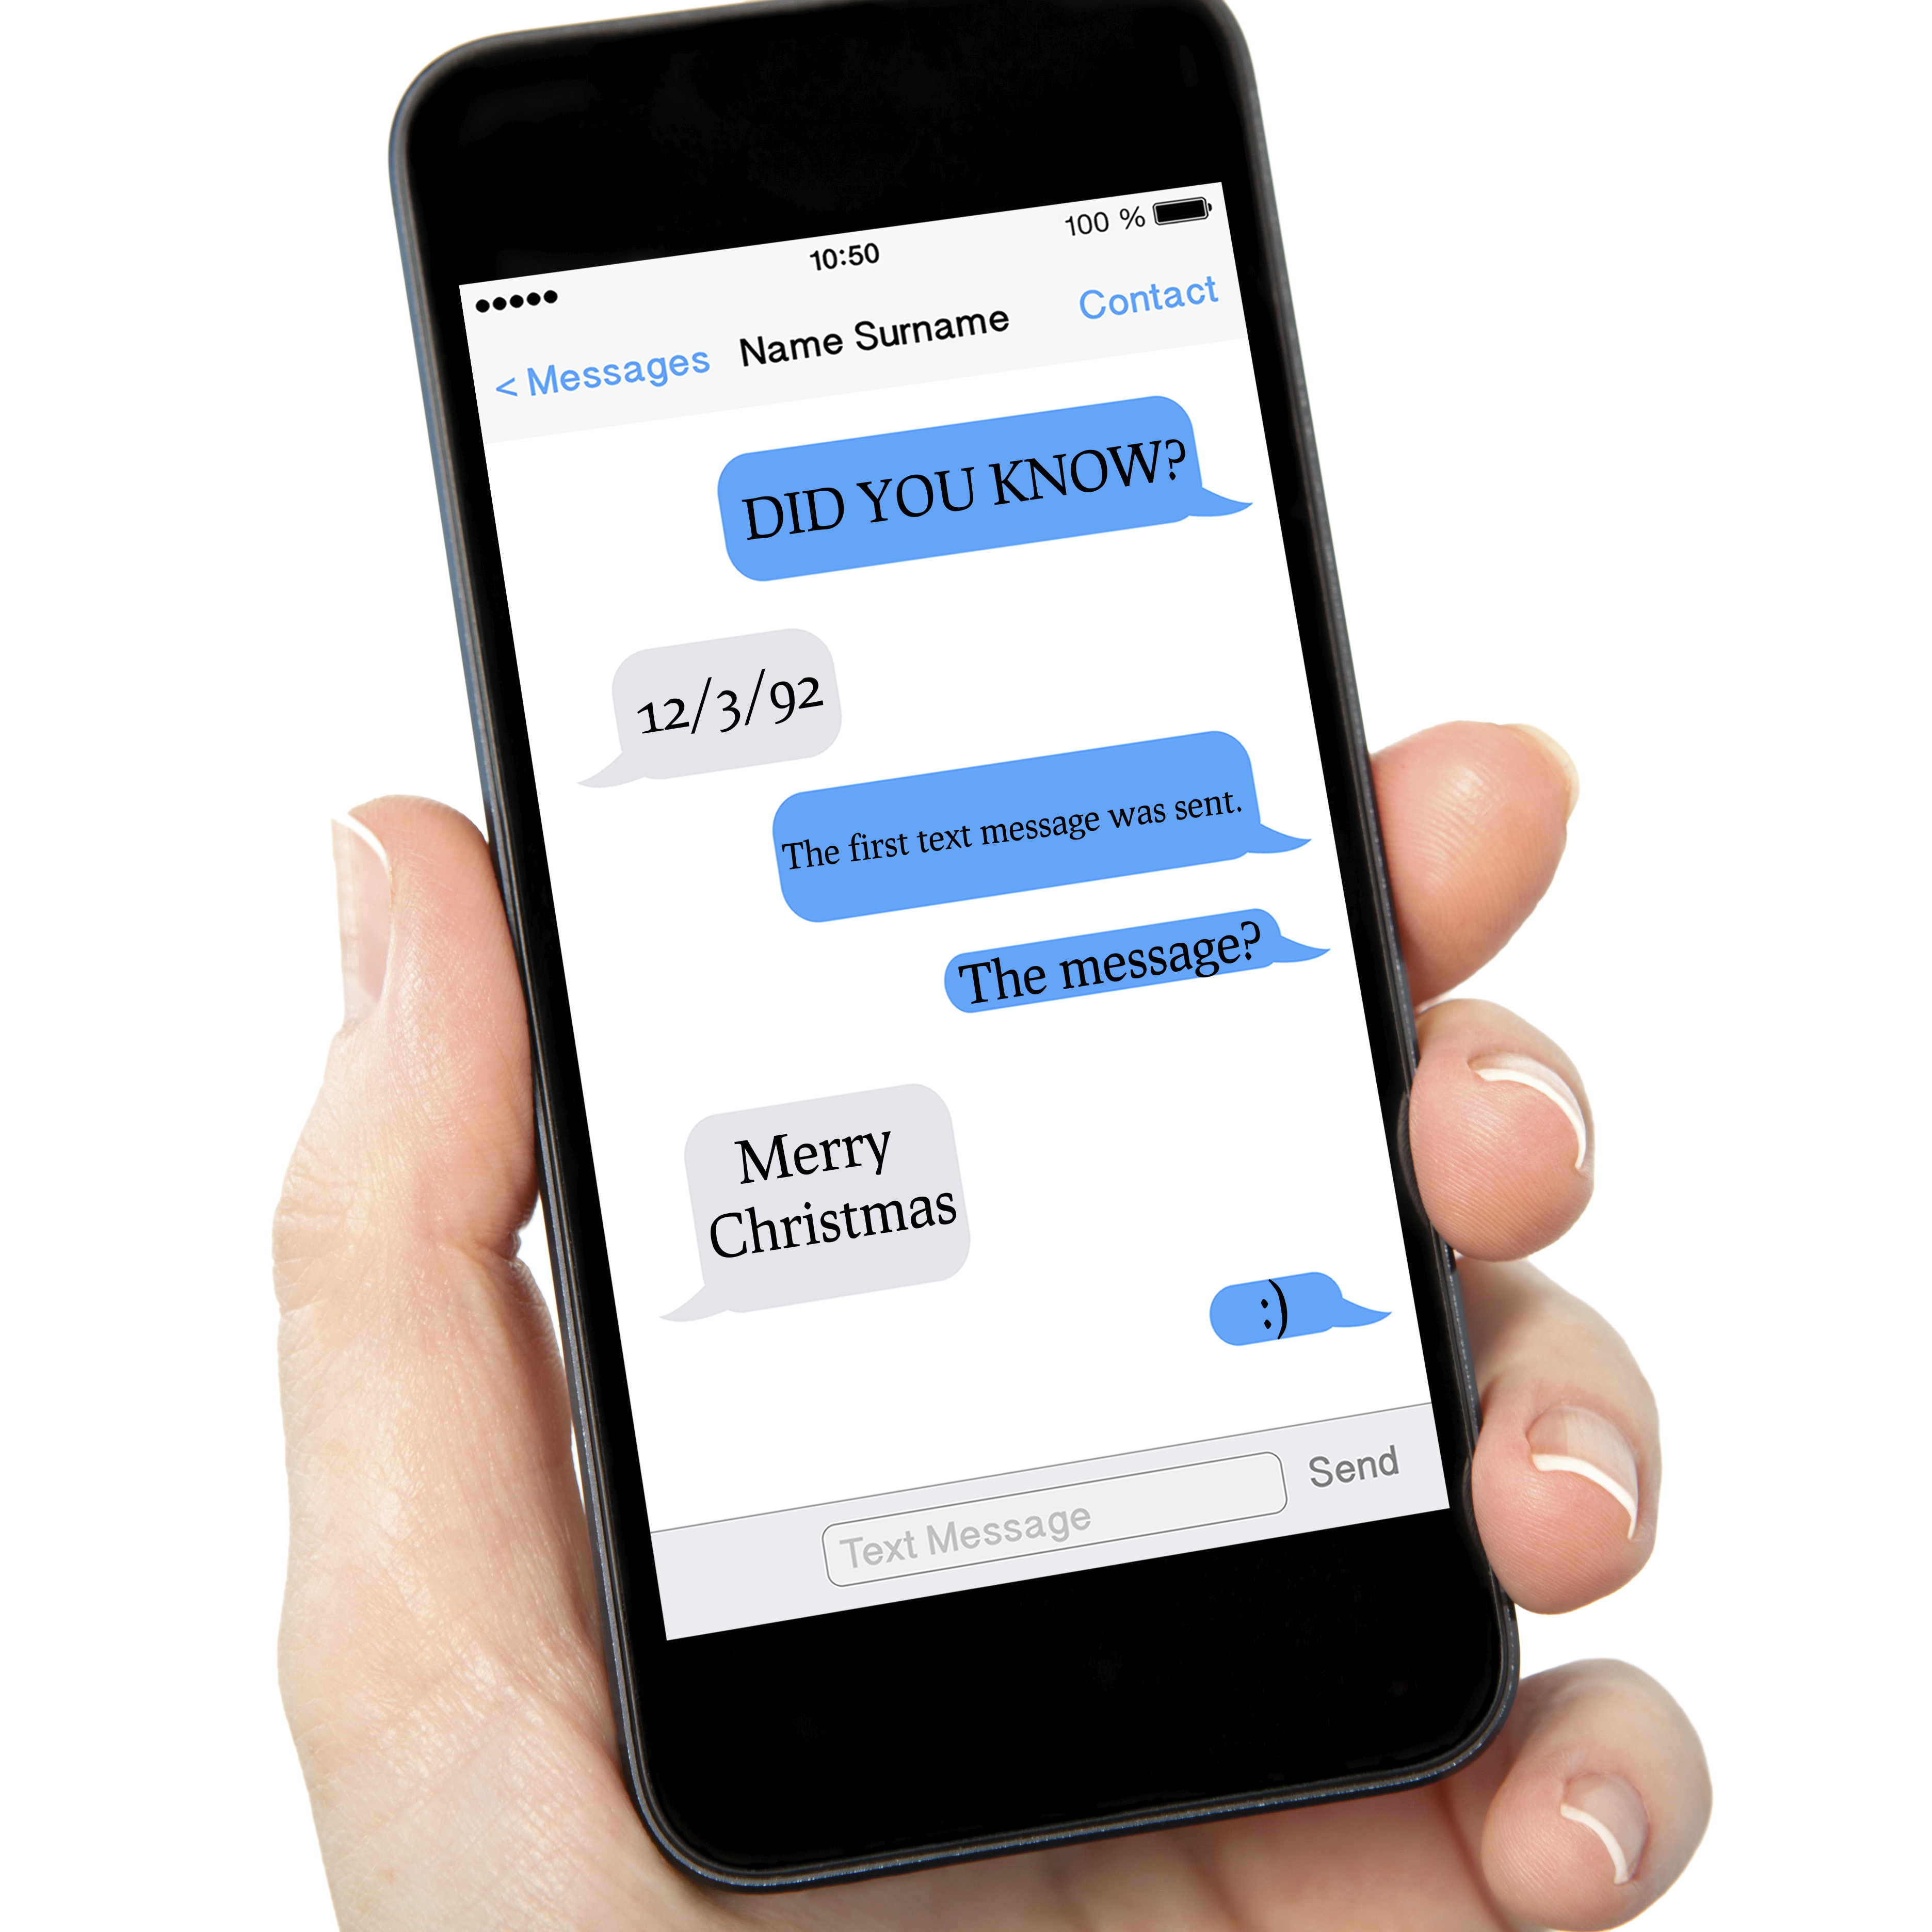 10:50
100 %
< Messages
Name Surname
Contact
DID YOU KNOW?
12/3/92
The first text message was sent.
The message?
Merry
Christmas
:)
Text Message
Send